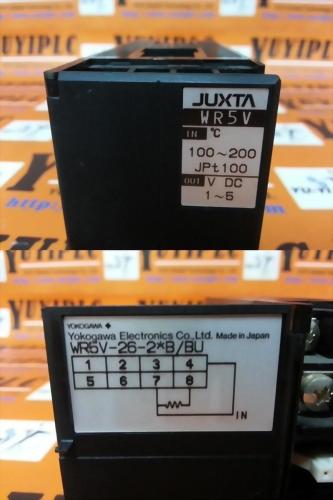 YUYIPLC
JUXTA
WR5V
IN °C
100~200
JPt100
OUT V DC
1~5
YOKOGAWA
Yokogawa Electronics Co.,Ltd. Made in Japan
WR5V-26-2*B/BU
1 2 3 4
5 6 7 8
IN